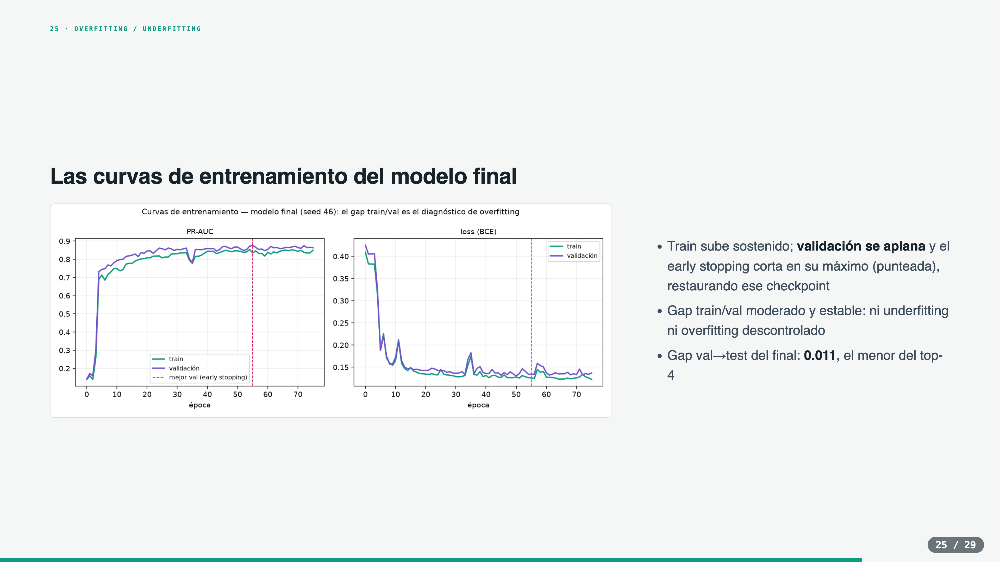 25 · OVERFITTING / UNDERFITTING
Las curvas de entrenamiento del modelo final
Curvas de entrenamiento — modelo final (seed 46): el gap train/val es el diagnóstico de overfitting
PR-AUC
0.9
0.8
0.7
0.6
0.5
0.4
0.3
0.2
train
validación
mejor val (early stopping)
0 10 20 30 40 50 60 70
época
loss (BCE)
0.40
0.35
0.30
0.25
0.20
0.15
train
validación
0 10 20 30 40 50 60 70
época
• Train sube sostenido; validación se aplana y el
early stopping corta en su máximo (punteada),
restaurando ese checkpoint
• Gap train/val moderado y estable: ni underfitting
ni overfitting descontrolado
• Gap val→test del final: 0.011, el menor del top-
4
25 / 29